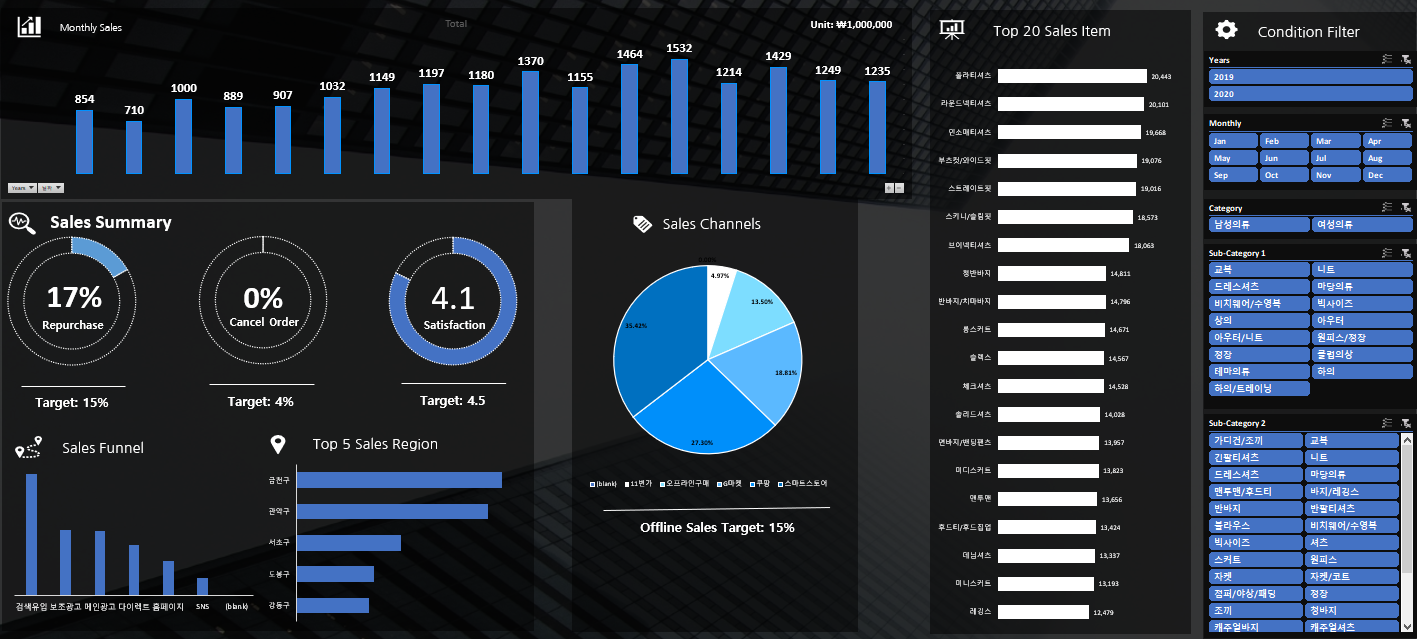 Monthly Sales
Total
Unit: ₩1,000,000
854
710
1000
889
907
1032
1149
1197
1180
1370
1155
1464
1532
1214
1429
1249
1235
Years
날짜
Sales Summary
17%
Repurchase
Target: 15%
0%
Cancel Order
Target: 4%
4.1
Satisfaction
Target: 4.5
Sales Funnel
검색유입 보조광고 메인광고 다이렉트 홈페이지 SNS (blank)
Top 5 Sales Region
금천구
관악구
서초구
도봉구
강동구
Sales Channels
0.00%
4.97%
13.50%
18.81%
27.30%
35.42%
(blank) 11번가 오프라인구매 G마켓 쿠팡 스마트스토어
Offline Sales Target: 15%
Top 20 Sales Item
폴라티셔츠 20,443
라운드넥티셔츠 20,101
민소매티셔츠 19,668
부츠컷/와이드핏 19,076
스트레이트핏 19,016
스키니/슬림핏 18,573
브이넥티셔츠 18,063
정반바지 14,811
반바지/치마바지 14,796
롱스커트 14,671
슬렉스 14,567
체크셔츠 14,528
솔리드셔츠 14,028
면바지/밴딩팬츠 13,957
미디스커트 13,823
맨투맨 13,656
후드티/후드집업 13,424
데님셔츠 13,337
미니스커트 13,193
레깅스 12,479
Condition Filter
Years
2019
2020
Monthly
Jan Feb Mar Apr
May Jun Jul Aug
Sep Oct Nov Dec
Category
남성의류 여성의류
Sub-Category 1
교복 니트
드레스셔츠 마담의류
비치웨어/수영복 빅사이즈
상의 아우터
아우터/니트 원피스/정장
정장 클럽의상
테마의류 하의
하의/트레이닝
Sub-Category 2
가디건/조끼 교복
긴팔티셔츠 니트
드레스셔츠 마담의류
맨투맨/후드티 바지/레깅스
반바지 반팔티셔츠
블라우스 비치웨어/수영복
빅사이즈 셔츠
스커트 원피스
자켓 자켓/코트
점퍼/야상/패딩 정장
조끼 청바지
캐주얼바지 캐주얼셔츠